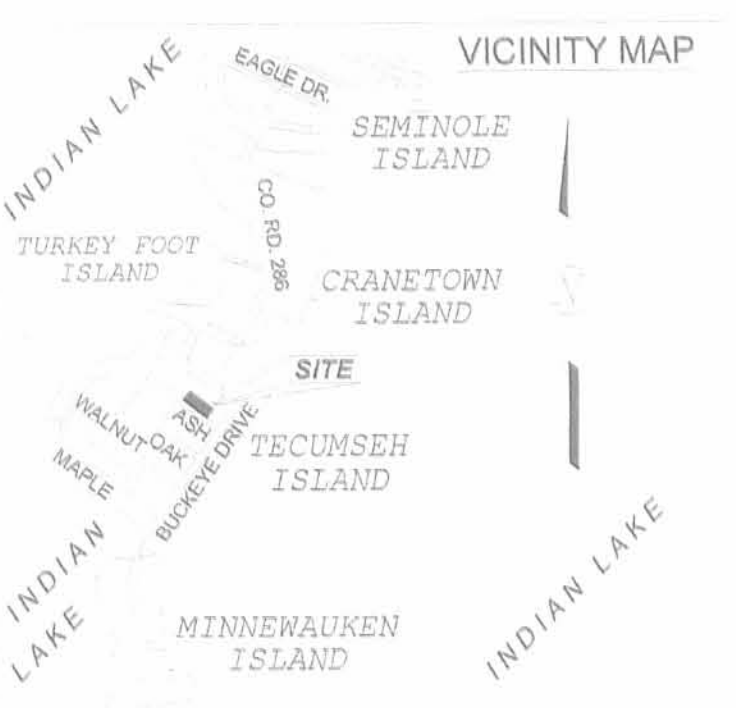 VICINITY MAP
EAGLE DR.
INDIAN LAKE
SEMINOLE
ISLAND
CO. RD. 286
TURKEY FOOT
ISLAND
CRANETOWN
ISLAND
SITE
WALNUT
ASH
OAK
MAPLE
BUCKEYE DRIVE
TECUMSEH
ISLAND
INDIAN
LAKE
INDIAN LAKE
MINNEWAUKEN
ISLAND